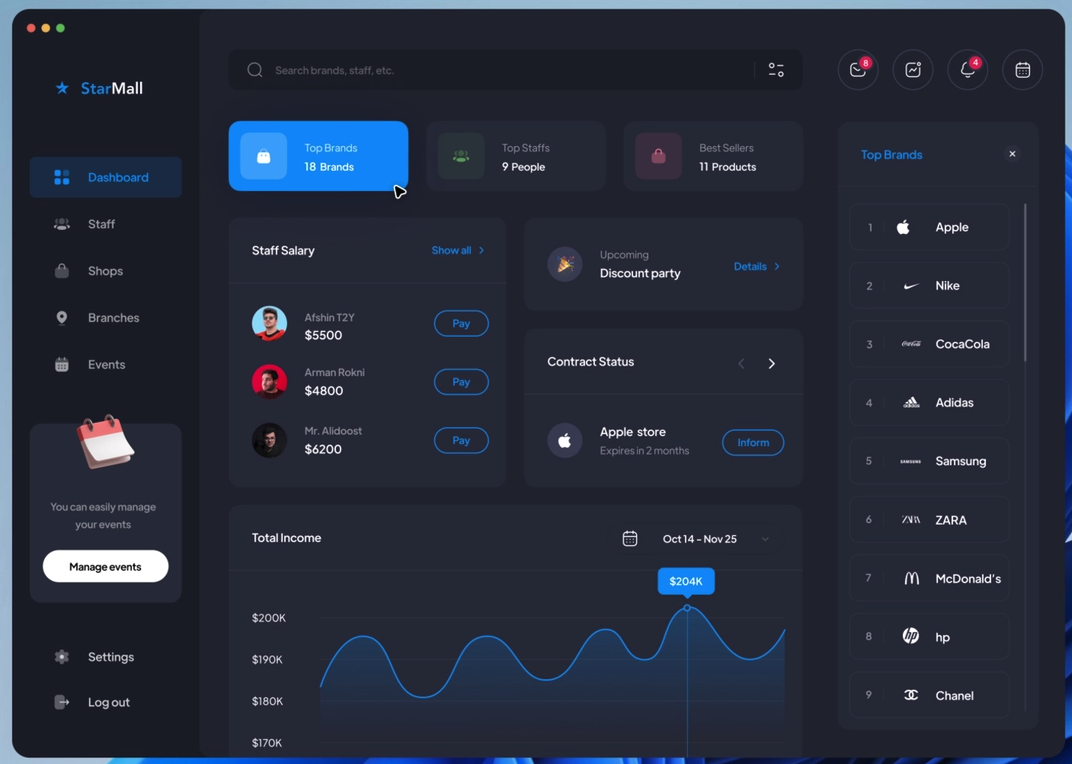 StarMall
Dashboard
Staff
Shops
Branches
Events
You can easily manage
your events
Manage events
Settings
Log out
Search brands, staff, etc.
8
4
Top Brands
18 Brands
Top Staffs
9 People
Best Sellers
11 Products
Staff Salary
Show all
Afshin T2Y
$5500
Pay
Arman Rokni
$4800
Pay
Mr. Alidoost
$6200
Pay
Upcoming
Discount party
Details
Contract Status
Apple store
Expires in 2 months
Inform
Total Income
Oct 14 - Nov 25
$204K
$200K
$190K
$180K
$170K
Top Brands
1 Apple
2 Nike
3 CocaCola
4 adidas Adidas
5 SAMSUNG Samsung
6 ZARA ZARA
7 McDonald's
8 hp hp
9 Chanel